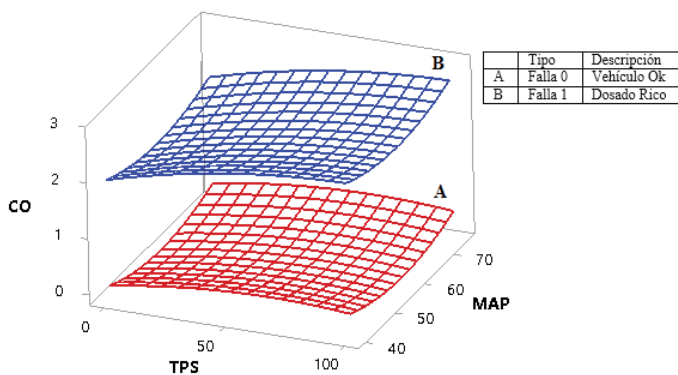 B
Tipo Descripción
A Falla 0 Vehículo Ok
B Falla 1 Dosado Rico
3
2
CO
1
0
A
0
50
100
TPS
40
50
60
70
MAP